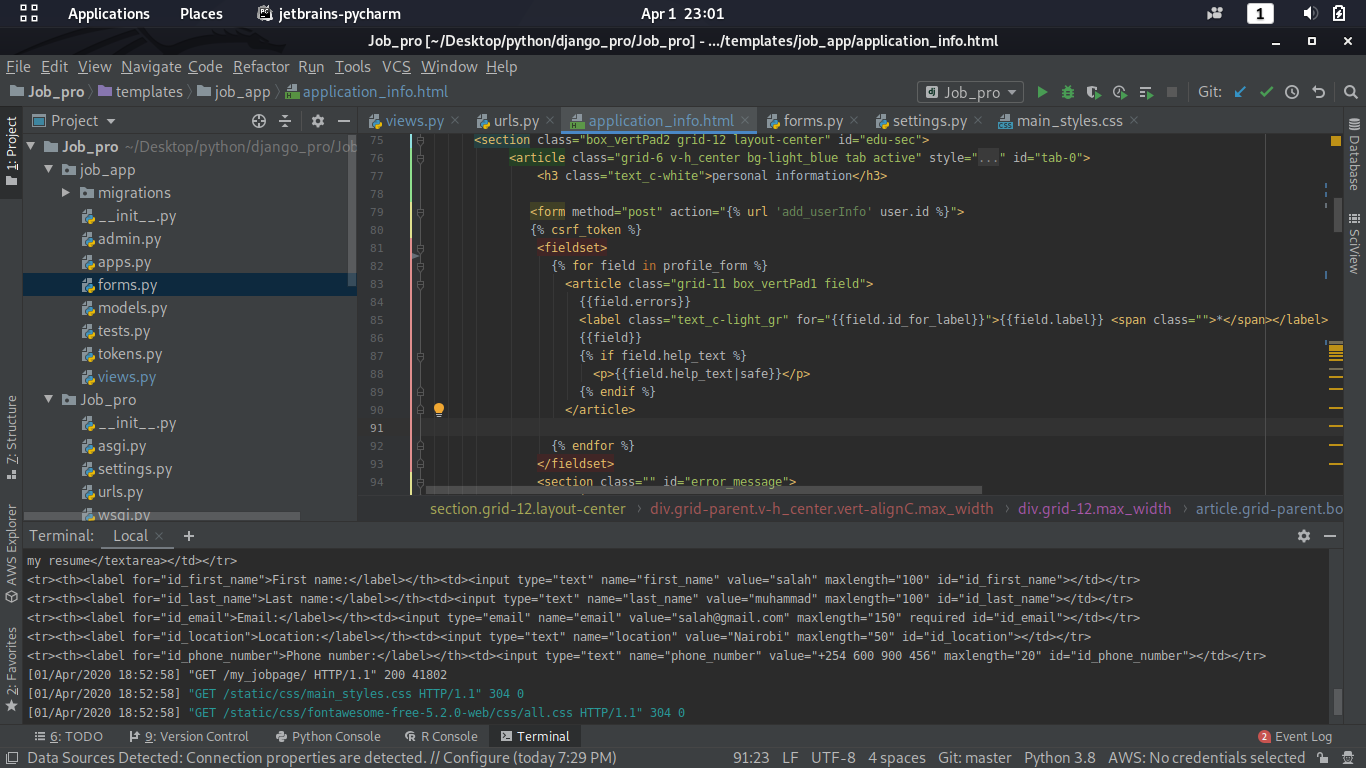 Applications Places jetbrains-pycharm Apr 1 23:01 1
Job_pro [~/Desktop/python/django_pro/Job_pro] - .../templates/job_app/application_info.html
File Edit View Navigate Code Refactor Run Tools VCS Window Help
Job_pro templates job_app application_info.html Job_pro Git:
Project views.py urls.py application_info.html forms.py settings.py main_styles.css
1: Project
7: Structure
AWS Explorer
2: Favorites
Database
SciView
Job_pro ~/Desktop/python/django_pro/Job
job_app
migrations
__init__.py
admin.py
apps.py
forms.py
models.py
tests.py
tokens.py
views.py
Job_pro
__init__.py
asgi.py
settings.py
urls.py
wsgi.py
75 <section class="box_vertPad2 grid-12 layout-center" id="edu-sec">
76 <article class="grid-6 v-h_center bg-light_blue tab active" style="..." id="tab-0">
77 <h3 class="text_c-white">personal information</h3>
78
79 <form method="post" action="{% url 'add_userInfo' user.id %}">
80 {% csrf_token %}
81 <fieldset>
82 {% for field in profile_form %}
83 <article class="grid-11 box_vertPad1 field">
84 {{field.errors}}
85 <label class="text_c-light_gr" for="{{field.id_for_label}}">{{field.label}} <span class="">*</span></label>
86 {{field}}
87 {% if field.help_text %}
88 <p>{{field.help_text|safe}}</p>
89 {% endif %}
90 </article>
91
92 {% endfor %}
93 </fieldset>
94 <section class="" id="error_message">
section.grid-12.layout-center › div.grid-parent.v-h_center.vert-alignC.max_width › div.grid-12.max_width › article.grid-parent.bo
Terminal: Local × +
my resume</textarea></td></tr>
<tr><th><label for="id_first_name">First name:</label></th><td><input type="text" name="first_name" value="salah" maxlength="100" id="id_first_name"></td></tr>
<tr><th><label for="id_last_name">Last name:</label></th><td><input type="text" name="last_name" value="muhammad" maxlength="100" id="id_last_name"></td></tr>
<tr><th><label for="id_email">Email:</label></th><td><input type="email" name="email" value="salah@gmail.com" maxlength="150" required id="id_email"></td></tr>
<tr><th><label for="id_location">Location:</label></th><td><input type="text" name="location" value="Nairobi" maxlength="50" id="id_location"></td></tr>
<tr><th><label for="id_phone_number">Phone number:</label></th><td><input type="text" name="phone_number" value="+254 600 900 456" maxlength="20" id="id_phone_number"></td></tr>
[01/Apr/2020 18:52:58] "GET /my_jobpage/ HTTP/1.1" 200 41802
[01/Apr/2020 18:52:58] "GET /static/css/main_styles.css HTTP/1.1" 304 0
[01/Apr/2020 18:52:58] "GET /static/css/fontawesome-free-5.2.0-web/css/all.css HTTP/1.1" 304 0
6: TODO 9: Version Control Python Console R Console Terminal 2 Event Log
Data Sources Detected: Connection properties are detected. // Configure (today 7:29 PM) 91:23 LF UTF-8 4 spaces Git: master Python 3.8 AWS: No credentials selected